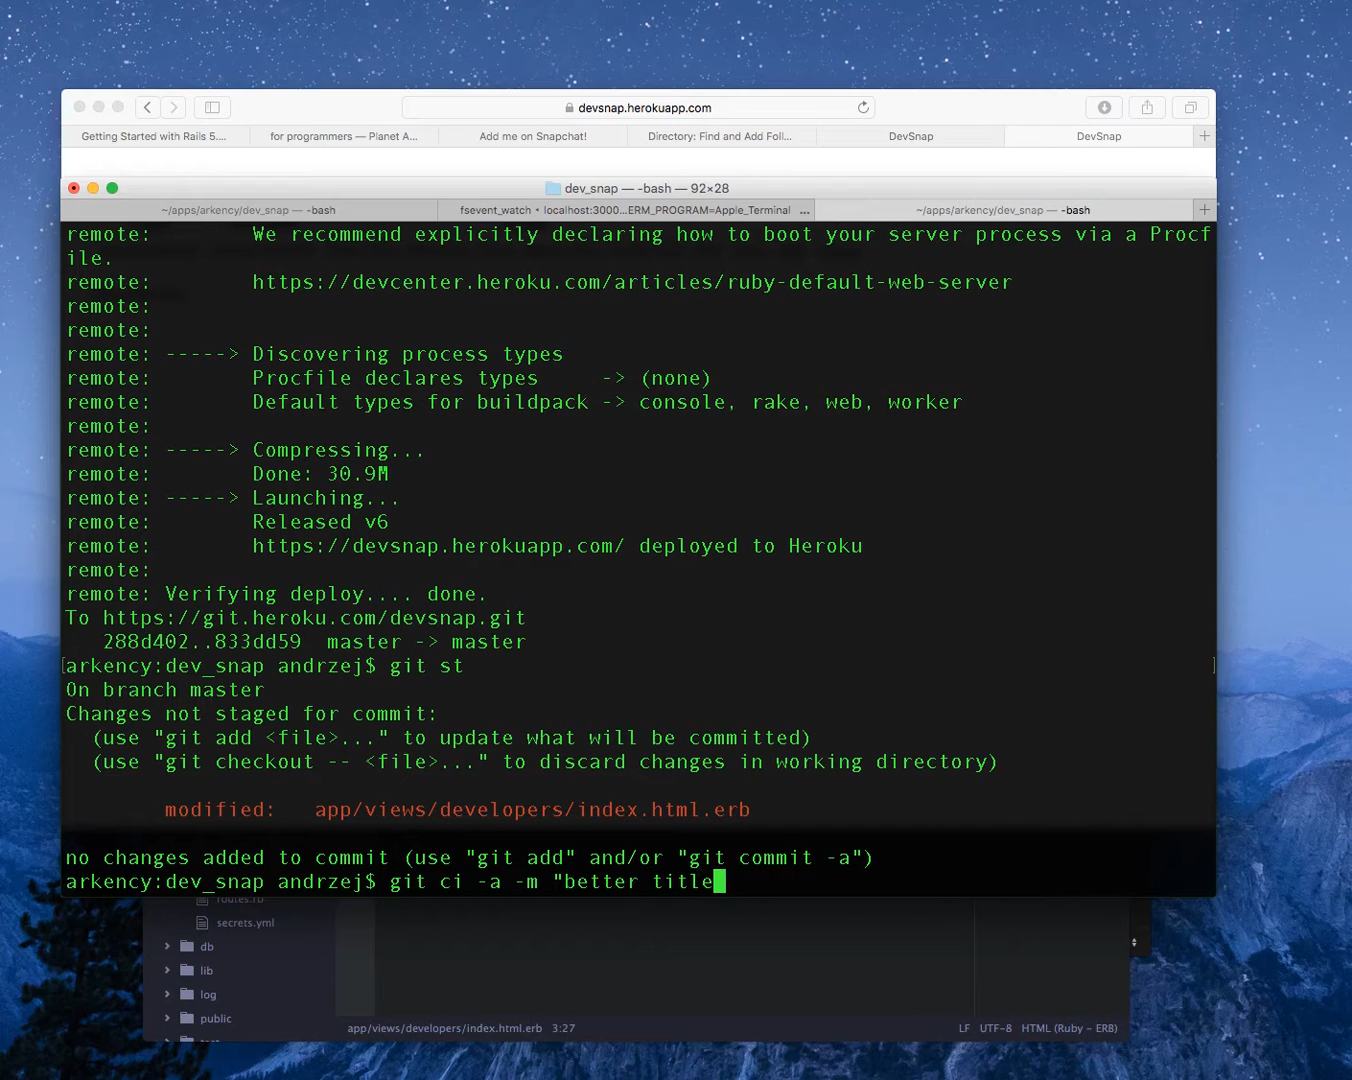 devsnap.herokuapp.com
Getting Started with Rails 5....
for programmers — Planet A...
Add me on Snapchat!
Directory: Find and Add Foll...
DevSnap
DevSnap
dev_snap — -bash — 92×28
~/apps/arkency/dev_snap — -bash
fsevent_watch • localhost:3000...ERM_PROGRAM=Apple_Terminal ...
~/apps/arkency/dev_snap — -bash
remote:        We recommend explicitly declaring how to boot your server process via a Procf
ile.
remote:        https://devcenter.heroku.com/articles/ruby-default-web-server
remote:
remote:
remote: -----> Discovering process types
remote:        Procfile declares types     -> (none)
remote:        Default types for buildpack -> console, rake, web, worker
remote:
remote: -----> Compressing...
remote:        Done: 30.9M
remote: -----> Launching...
remote:        Released v6
remote:        https://devsnap.herokuapp.com/ deployed to Heroku
remote:
remote: Verifying deploy.... done.
To https://git.heroku.com/devsnap.git
   288d402..833dd59  master -> master
[arkency:dev_snap andrzej$ git st ]
On branch master
Changes not staged for commit:
  (use "git add <file>..." to update what will be committed)
  (use "git checkout -- <file>..." to discard changes in working directory)
        modified:   app/views/developers/index.html.erb
no changes added to commit (use "git add" and/or "git commit -a")
arkency:dev_snap andrzej$ git ci -a -m "better title
routes.rb
secrets.yml
db
lib
log
public
app/views/developers/index.html.erb 3:27
LF UTF-8 HTML (Ruby - ERB)